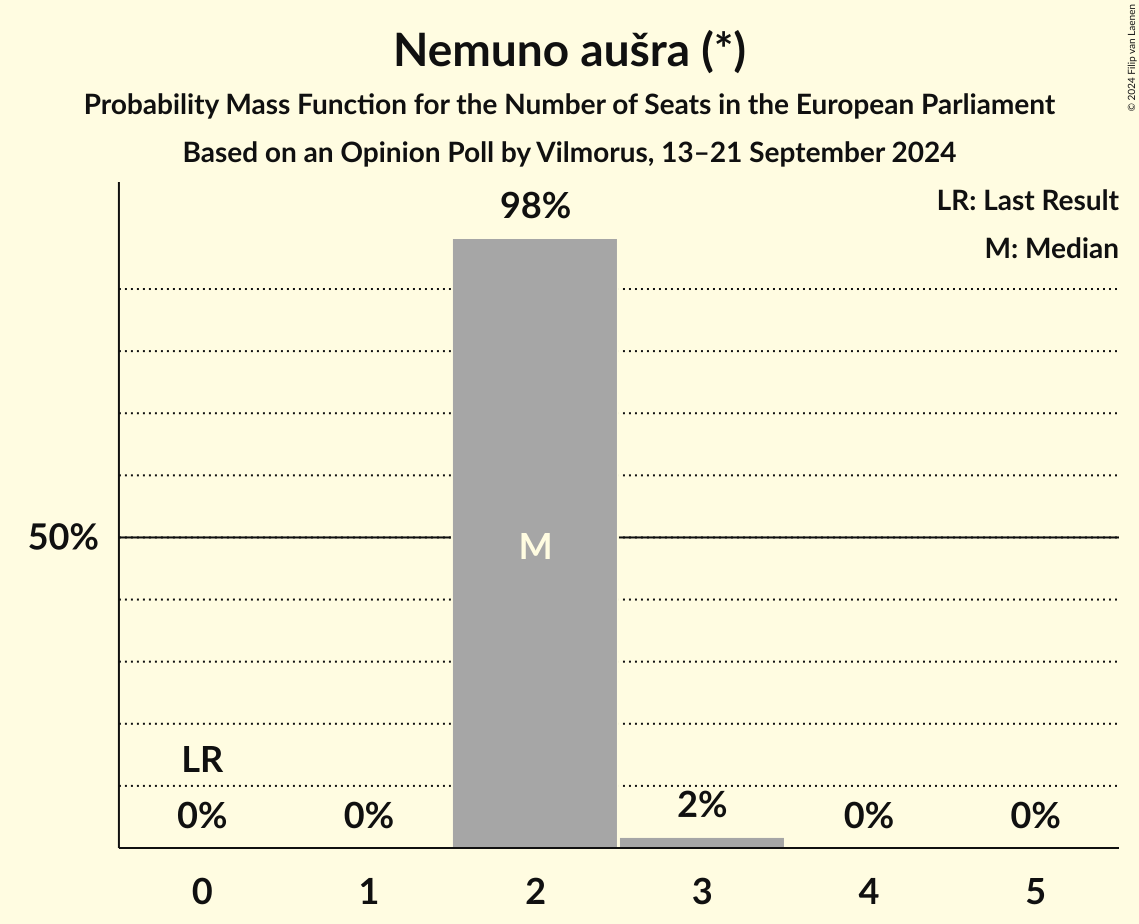 Nemuno aušra (*)
Probability Mass Function for the Number of Seats in the European Parliament
Based on an Opinion Poll by Vilmorus, 13–21 September 2024
© 2024 Filip van Laenen
LR: Last Result
M: Median
98%
50%
M
LR
0%
0%
2%
0%
0%
0
1
2
3
4
5